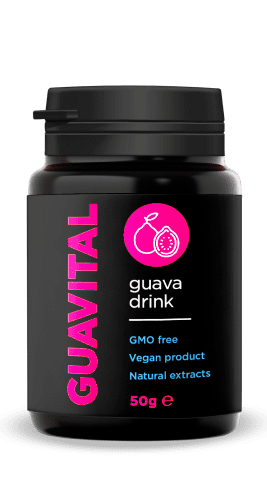 GUAVITAL
guava
drink
GMO free
Vegan product
Natural extracts
50g ℮